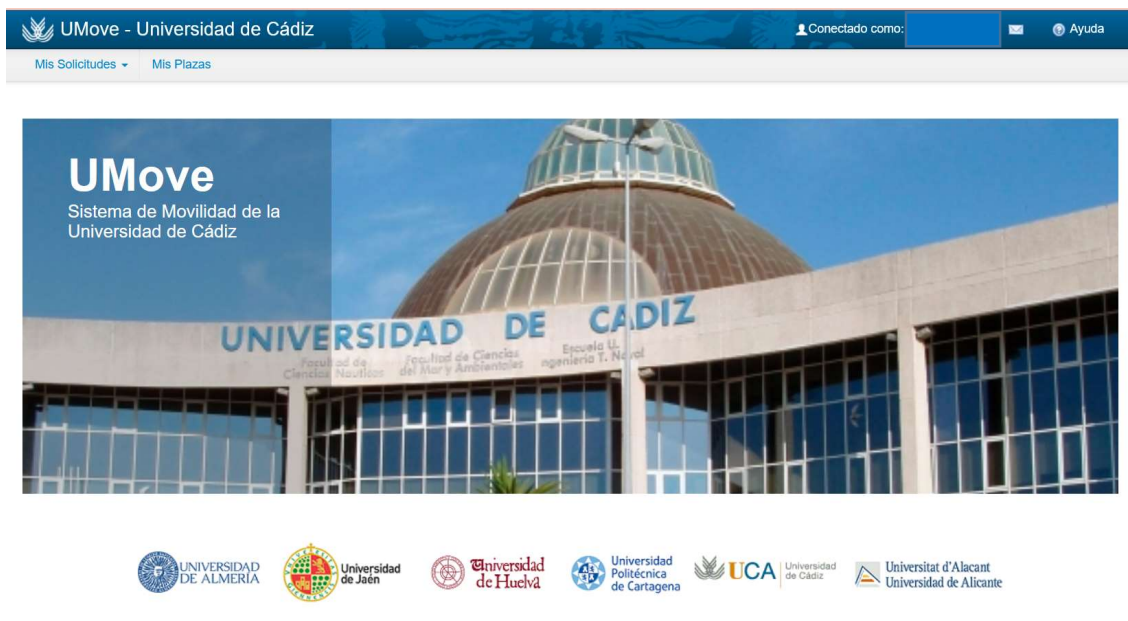 UMove - Universidad de Cádiz
Conectado como:
Ayuda
Mis Solicitudes
Mis Plazas
UMove
Sistema de Movilidad de la
Universidad de Cádiz
UNIVERSIDAD DE CADIZ
Facultad de
Ciencias Nauticas
Facultad de Ciencias
del Mar y Ambientales
Escuela U.
ngenieria T. Naval
UNIVERSIDAD
DE ALMERÍA
Universidad
de Jaén
Universidad
de Huelva
Universidad
Politécnica
de Cartagena
UCA
Universidad
de Cádiz
Universitat d'Alacant
Universidad de Alicante